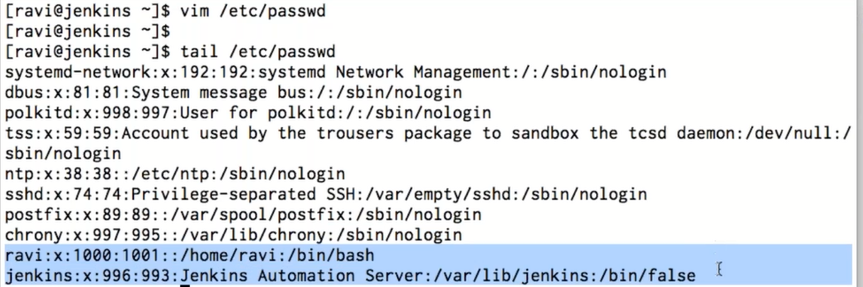 [ravi@jenkins ~]$ vim /etc/passwd
[ravi@jenkins ~]$
[ravi@jenkins ~]$ tail /etc/passwd
systemd-network:x:192:192:systemd Network Management:/:/sbin/nologin
dbus:x:81:81:System message bus:/:/sbin/nologin
polkitd:x:998:997:User for polkitd:/:/sbin/nologin
tss:x:59:59:Account used by the trousers package to sandbox the tcsd daemon:/dev/null:/
sbin/nologin
ntp:x:38:38::/etc/ntp:/sbin/nologin
sshd:x:74:74:Privilege-separated SSH:/var/empty/sshd:/sbin/nologin
postfix:x:89:89::/var/spool/postfix:/sbin/nologin
chrony:x:997:995::/var/lib/chrony:/sbin/nologin
ravi:x:1000:1001::/home/ravi:/bin/bash
jenkins:x:996:993:Jenkins Automation Server:/var/lib/jenkins:/bin/false